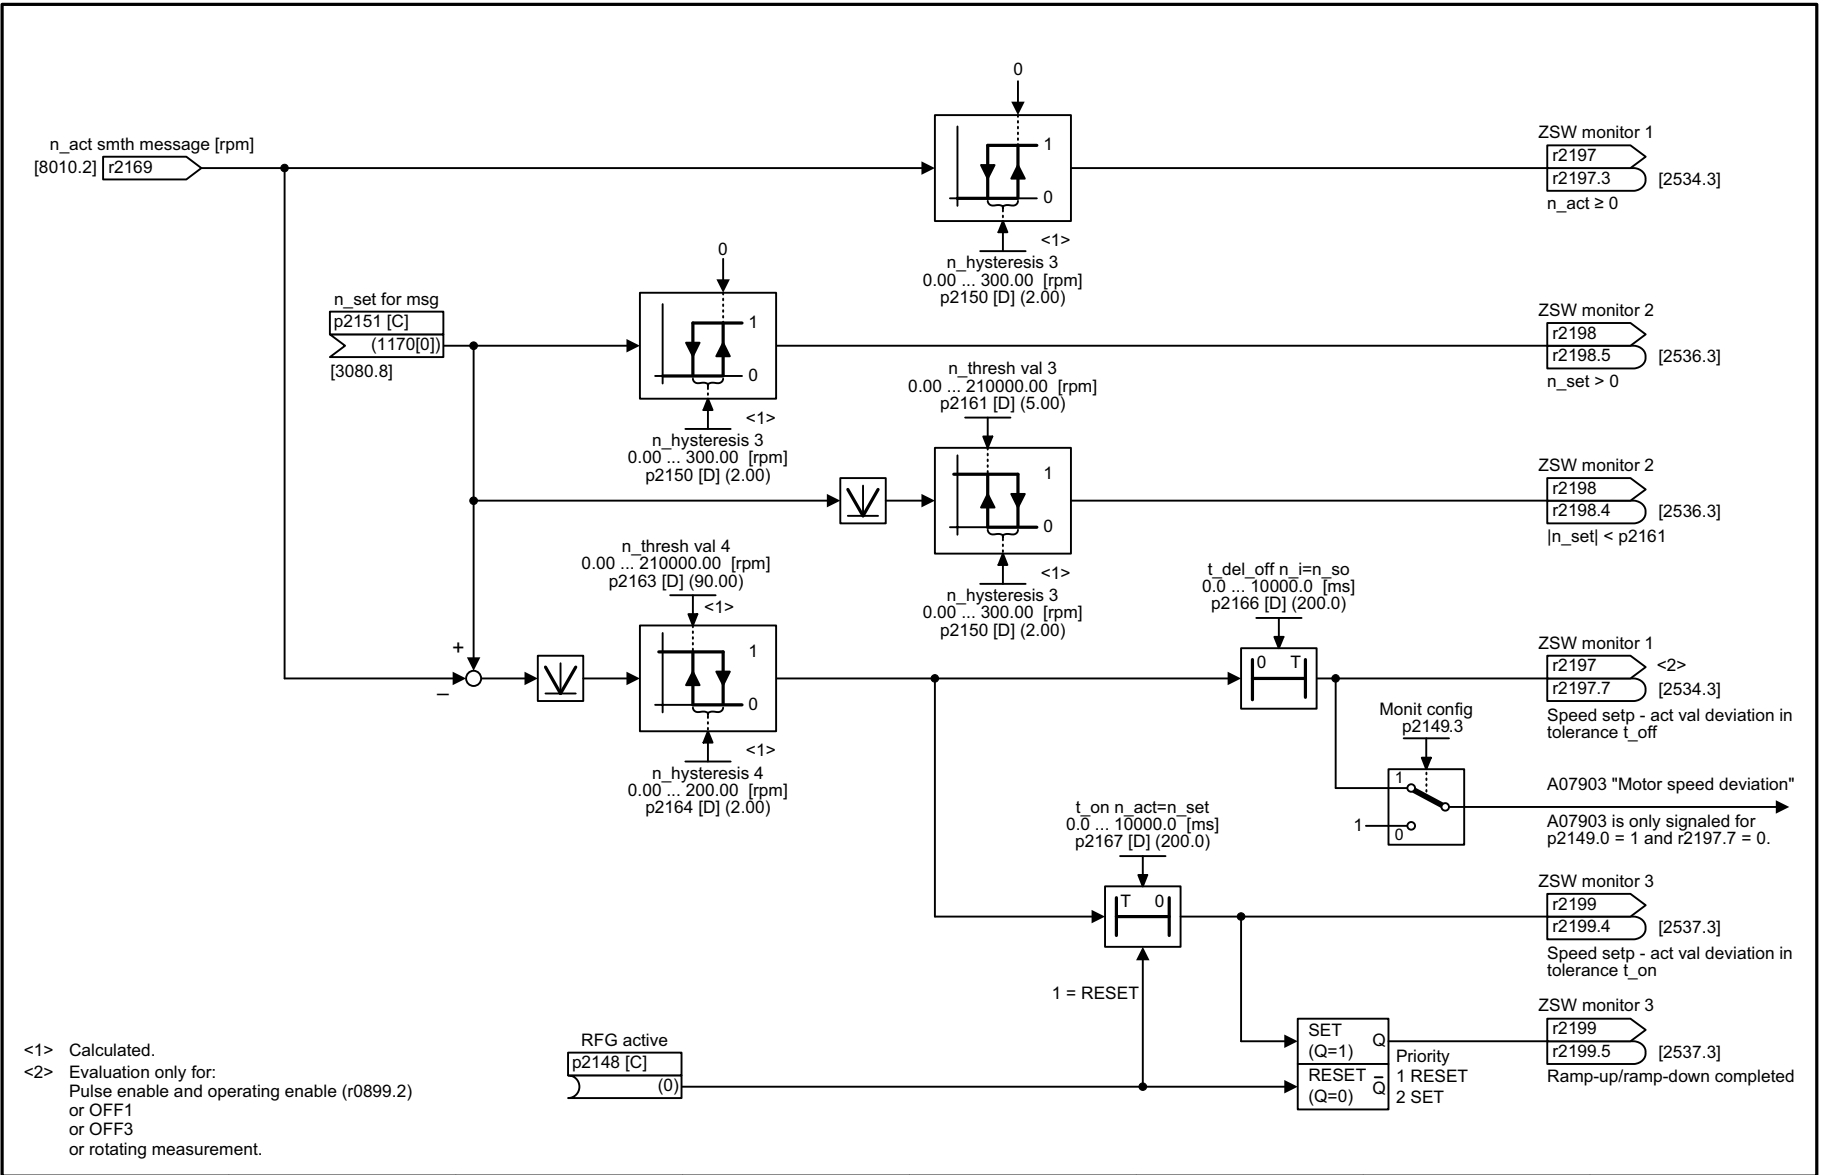 0
n_act smth message [rpm]
[8010.2] r2169
1
0
ZSW monitor 1
r2197
r2197.3 [2534.3]
n_act ≥ 0
<1>
n_hysteresis 3
0.00 ... 300.00 [rpm]
p2150 [D] (2.00)
0
n_set for msg
p2151 [C]
(1170[0])
[3080.8]
1
0
ZSW monitor 2
r2198
r2198.5 [2536.3]
n_set > 0
<1>
n_hysteresis 3
0.00 ... 300.00 [rpm]
p2150 [D] (2.00)
n_thresh val 3
0.00 ... 210000.00 [rpm]
p2161 [D] (5.00)
1
0
ZSW monitor 2
r2198
r2198.4 [2536.3]
|n_set| < p2161
<1>
n_hysteresis 3
0.00 ... 300.00 [rpm]
p2150 [D] (2.00)
n_thresh val 4
0.00 ... 210000.00 [rpm]
p2163 [D] (90.00)
<1>
+
–
1
0
<1>
n_hysteresis 4
0.00 ... 200.00 [rpm]
p2164 [D] (2.00)
t_del_off n_i=n_so
0.0 ... 10000.0 [ms]
p2166 [D] (200.0)
0 T
ZSW monitor 1
r2197 <2>
r2197.7 [2534.3]
Speed setp - act val deviation in
tolerance t_off
Monit config
p2149.3
1
1
0
A07903 "Motor speed deviation"
A07903 is only signaled for
p2149.0 = 1 and r2197.7 = 0.
t_on n_act=n_set
0.0 ... 10000.0 [ms]
p2167 [D] (200.0)
T 0
1 = RESET
ZSW monitor 3
r2199
r2199.4 [2537.3]
Speed setp - act val deviation in
tolerance t_on
RFG active
p2148 [C]
(0)
SET Q
(Q=1)
RESET Q̅
(Q=0)
Priority
1 RESET
2 SET
ZSW monitor 3
r2199
r2199.5 [2537.3]
Ramp-up/ramp-down completed
<1> Calculated.
<2> Evaluation only for:
Pulse enable and operating enable (r0899.2)
or OFF1
or OFF3
or rotating measurement.